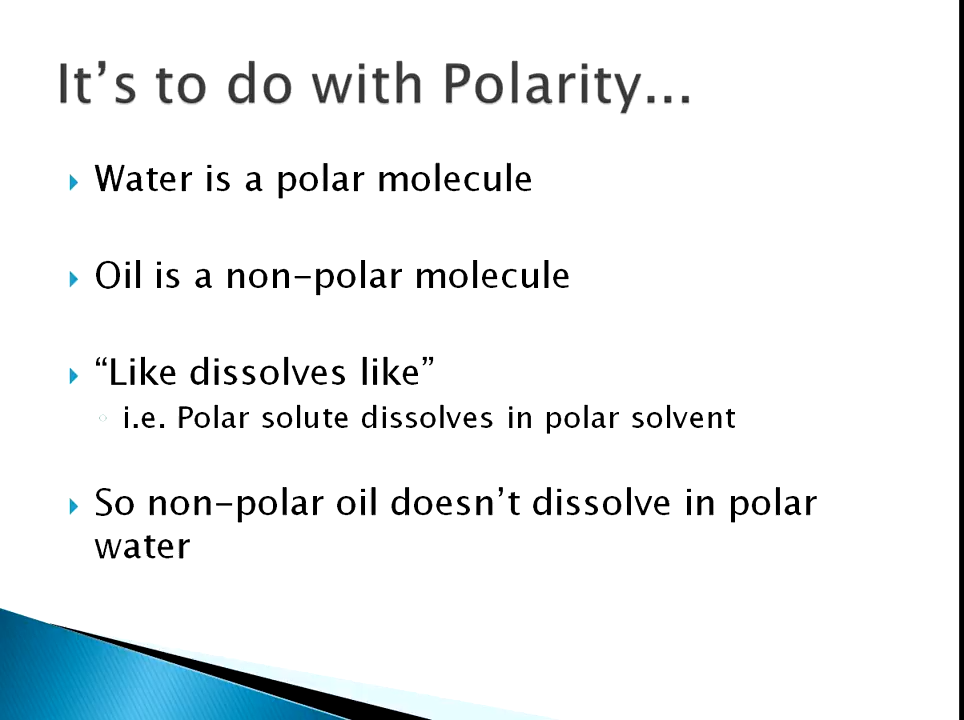 It’s to do with Polarity...
Water is a polar molecule
Oil is a non-polar molecule
“Like dissolves like”
i.e. Polar solute dissolves in polar solvent
So non-polar oil doesn’t dissolve in polar
water